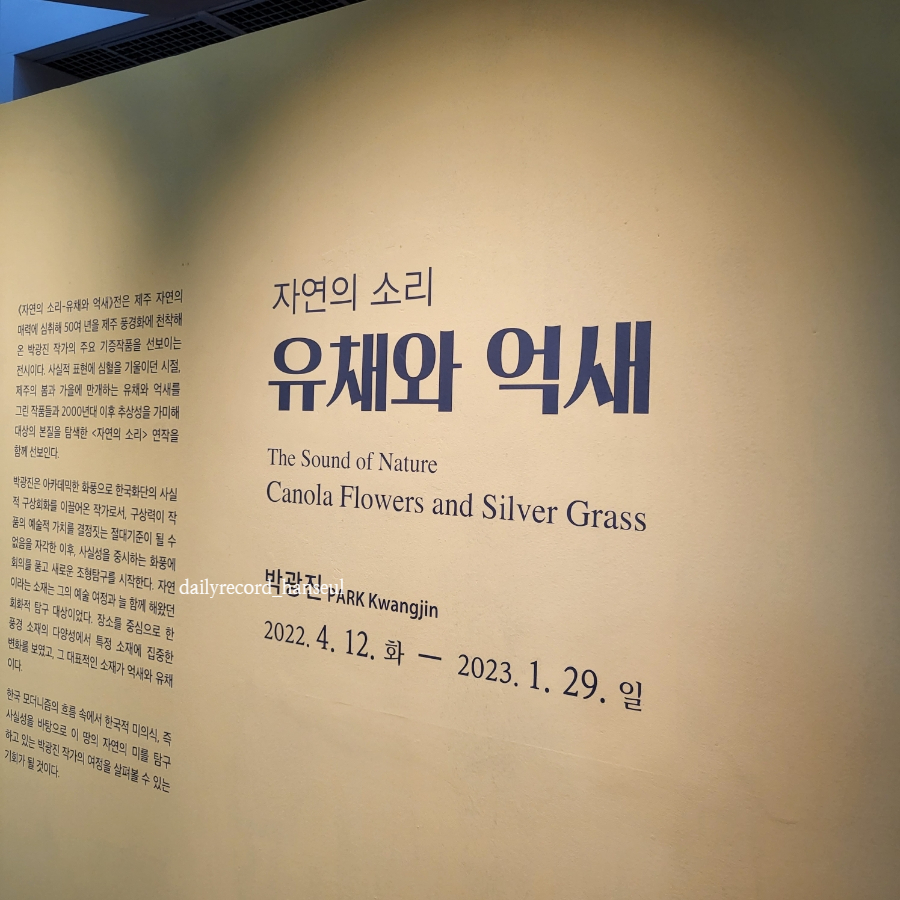 《자연의 소리-유채와 억새》전은 제주 자연의
매력에 심취해 50여 년을 제주 풍경화에 천착해
온 박광진 작가의 주요 기증작품을 선보이는
전시이다. 사실적 표현에 심혈을 기울이던 시절,
제주의 봄과 가을에 만개하는 유채와 억새를
그린 작품들과 2000년대 이후 추상성을 가미해
대상의 본질을 탐색한 <자연의 소리> 연작을
함께 선보인다.
박광진은 아카데믹한 화풍으로 한국화단의 사실
적 구상회화를 이끌어온 작가로서, 구상력이 작
품의 예술적 가치를 결정짓는 절대기준이 될 수
없음을 자각한 이후, 사실성을 중시하는 화풍에
회의를 품고 새로운 조형탐구를 시작한다. 자연
이라는 소재는 그의 예술 여정과 늘 함께 해왔던
회화적 탐구 대상이었다. 장소를 중심으로 한
풍경 소재의 다양성에서 특정 소재에 집중한
변화를 보였고, 그 대표적인 소재가 억새와 유채
이다.
한국 모더니즘의 흐름 속에서 한국적 미의식, 즉
사실성을 바탕으로 이 땅의 자연의 미를 탐구
하고 있는 박광진 작가의 여정을 살펴볼 수 있는
기회가 될 것이다.
자연의 소리
유채와 억새
The Sound of Nature
Canola Flowers and Silver Grass
박광진 PARK Kwangjin
2022. 4. 12. 화 — 2023. 1. 29. 일
dailyrecord_hanseul